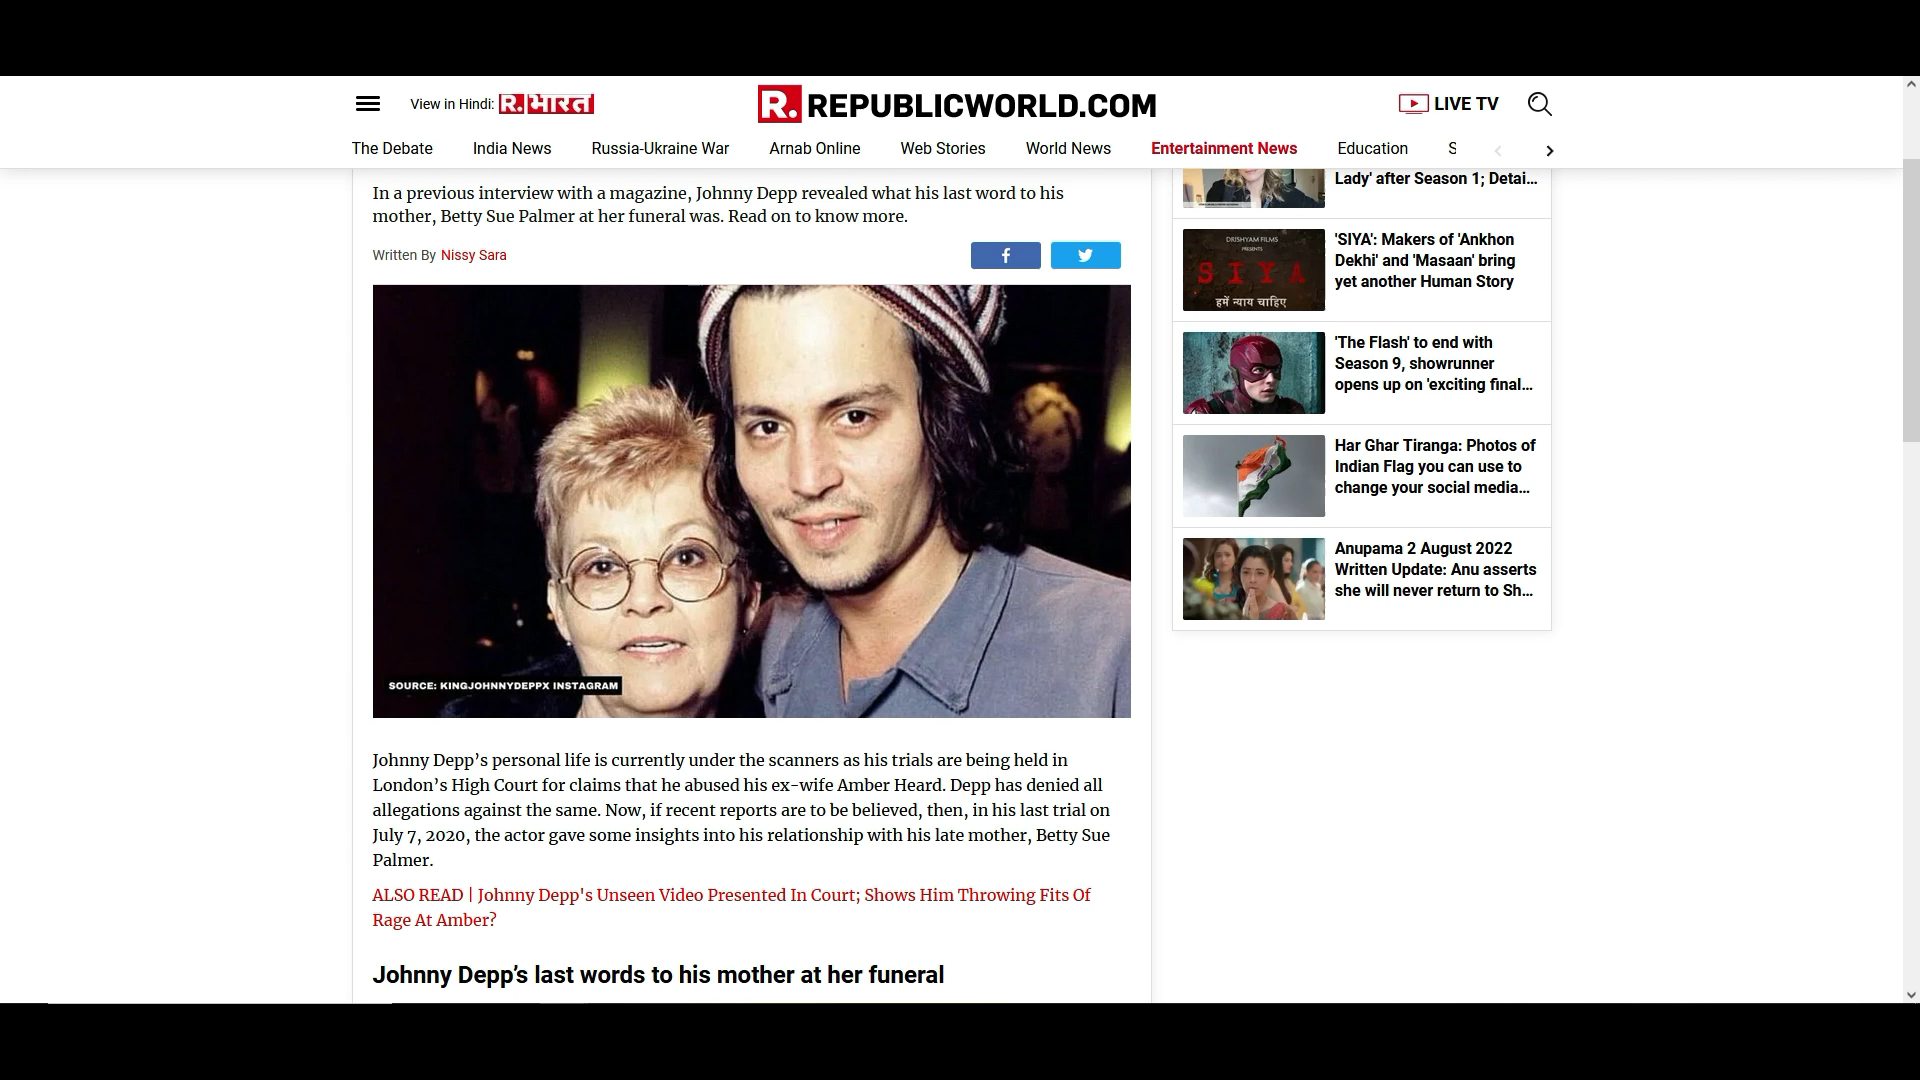 View in Hindi: R. भारत
R. REPUBLICWORLD.COM
LIVE TV
The Debate India News Russia-Ukraine War Arnab Online Web Stories World News Entertainment News Education S
In a previous interview with a magazine, Johnny Depp revealed what his last word to his
mother, Betty Sue Palmer at her funeral was. Read on to know more.
Written By Nissy Sara
SOURCE: KINGJOHNNYDEPPX INSTAGRAM
Johnny Depp’s personal life is currently under the scanners as his trials are being held in
London’s High Court for claims that he abused his ex-wife Amber Heard. Depp has denied all
allegations against the same. Now, if recent reports are to be believed, then, in his last trial on
July 7, 2020, the actor gave some insights into his relationship with his late mother, Betty Sue
Palmer.
ALSO READ | Johnny Depp's Unseen Video Presented In Court; Shows Him Throwing Fits Of
Rage At Amber?
Johnny Depp’s last words to his mother at her funeral
Lady' after Season 1; Detai...
DRISHYAM FILMS
PRESENTS
SIYA
हमें न्याय चाहिए
'SIYA': Makers of 'Ankhon
Dekhi' and 'Masaan' bring
yet another Human Story
'The Flash' to end with
Season 9, showrunner
opens up on 'exciting final...
Har Ghar Tiranga: Photos of
Indian Flag you can use to
change your social media...
Anupama 2 August 2022
Written Update: Anu asserts
she will never return to Sh...